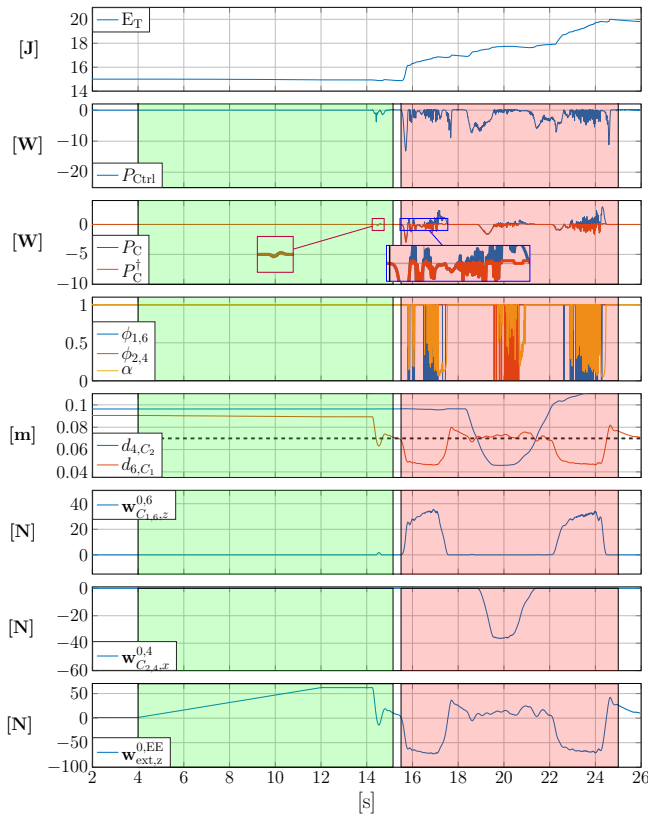 20
E_T
18
[J]
16
14
0
−10
[W]
−20
P_Ctrl
5
0
[W]
−5
P_C
P_C^†
−10
1
0.5
ϕ_{1,6}
ϕ_{2,4}
α
0
0.1
0.08
[m]
0.06
d_{4,C_2}
d_{6,C_1}
0.04
w^{0,6}_{C_{1,6},z}
40
[N]
20
0
0
−20
[N]
−40
w^{0,4}_{C_{2,4},x}
−60
50
0
[N]
−50
w^{0,EE}_{ext,z}
−100
2 4 6 8 10 12 14 16 18 20 22 24 26
[s]